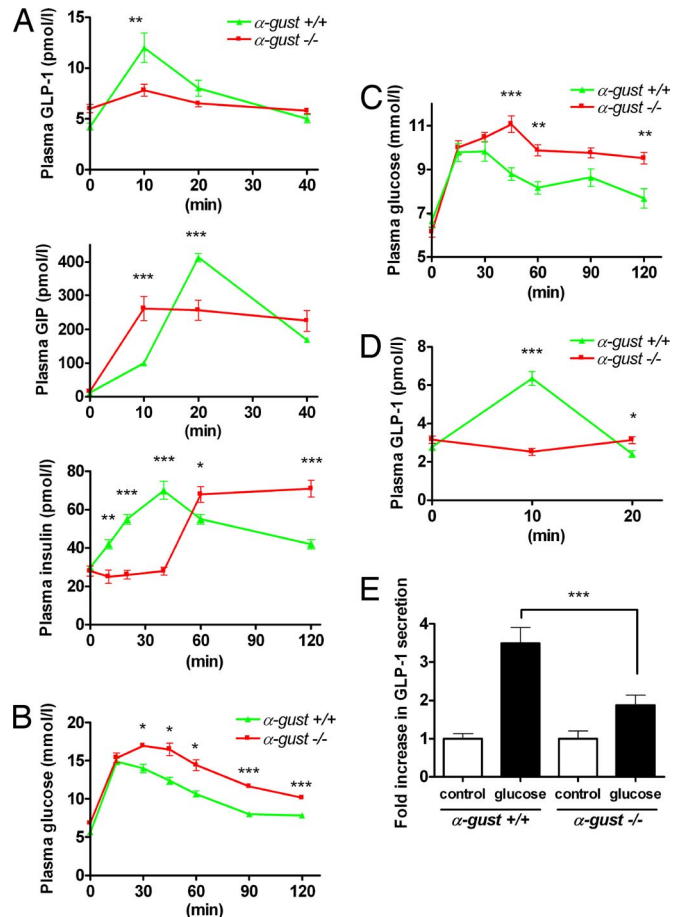 A
α-gust +/+
α-gust -/-
Plasma GLP-1 (pmol/l)
15
10
5
0
**
0 10 20 30 40
(min)
Plasma GIP (pmol/l)
400
300
200
100
0
***
***
0 10 20 30 40
(min)
Plasma insulin (pmol/l)
80
60
40
20
0
**
***
***
*
***
0 30 60 90 120
(min)
B
α-gust +/+
α-gust -/-
Plasma glucose (mmol/l)
20
15
10
5
0
*
*
*
***
***
0 30 60 90 120
(min)
C
α-gust +/+
α-gust -/-
Plasma glucose (mmol/l)
11
9
7
5
***
**
**
0 30 60 90 120
(min)
D
α-gust +/+
α-gust -/-
Plasma GLP-1 (pmol/l)
8
6
4
2
0
***
*
0 10 20
(min)
E
Fold increase in GLP-1 secretion
4
3
2
1
0
***
control glucose control glucose
α-gust +/+ α-gust -/-